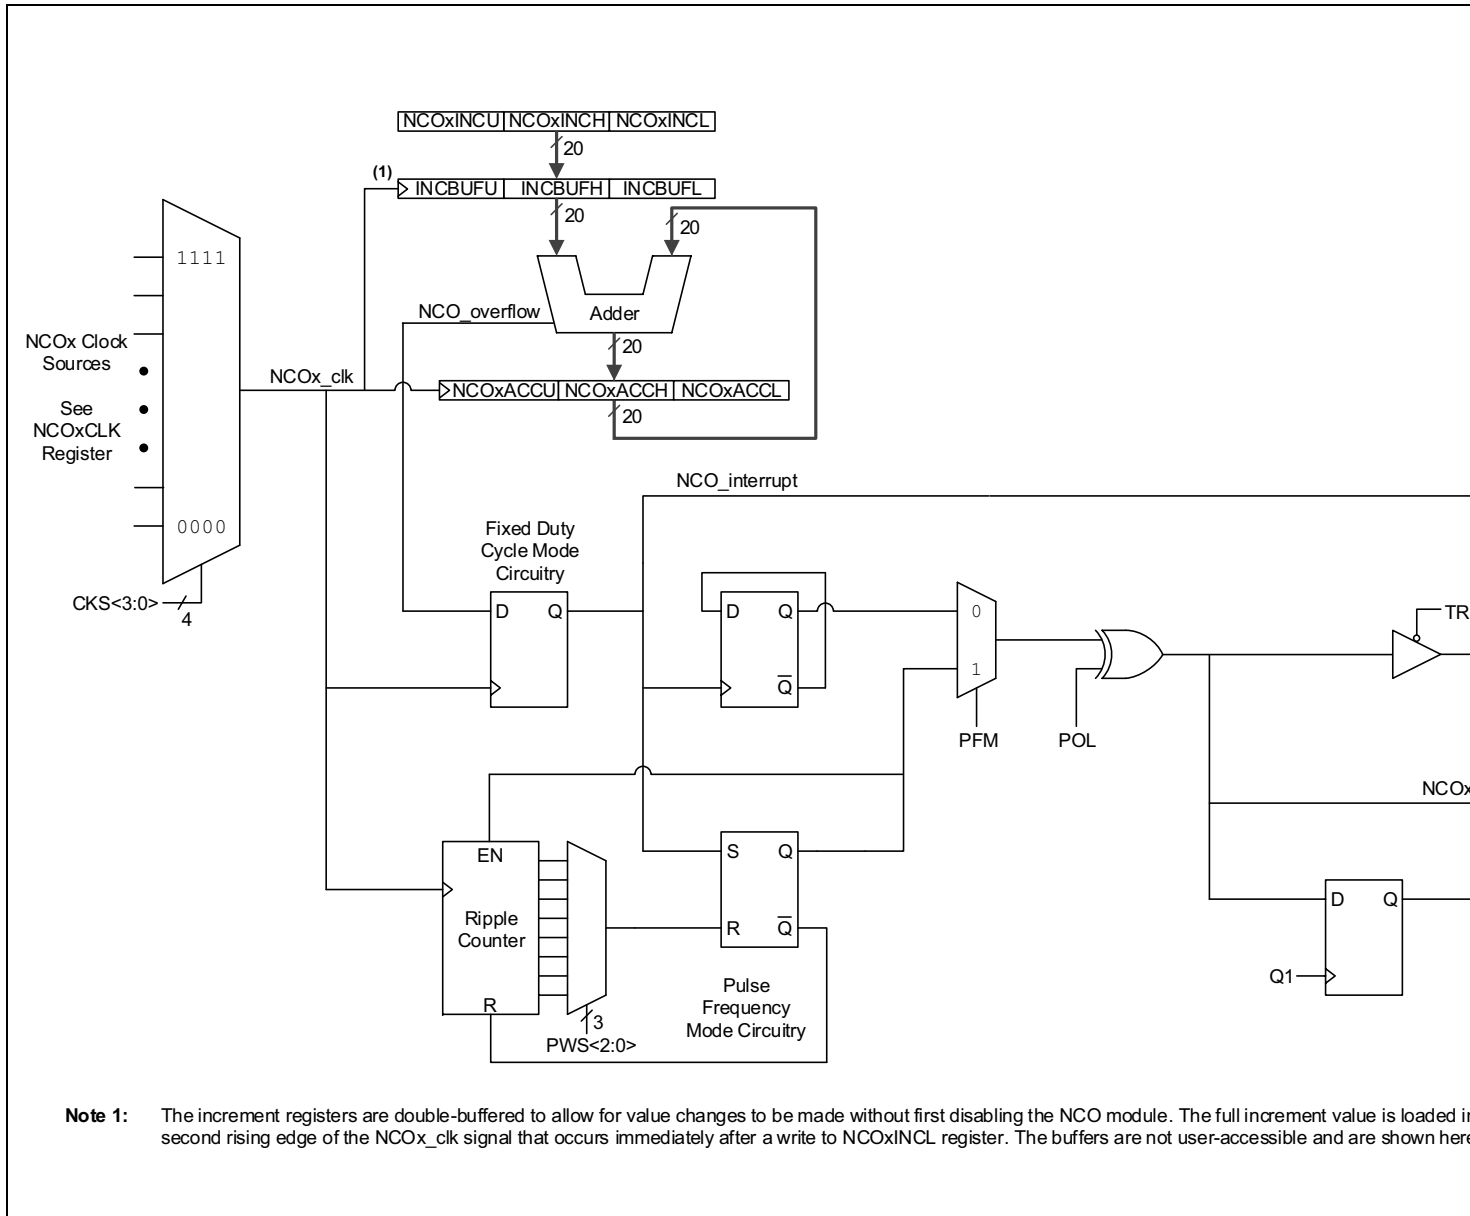 NCOxINCU NCOxINCH NCOxINCL
20
(1)
INCBUFU INCBUFH INCBUFL
20
20
1111
Adder
NCO_overflow
20
NCOx Clock
Sources
See
NCOxCLK
Register
NCOx_clk
NCOxACCU NCOxACCH NCOxACCL
20
0000
CKS<3:0>
4
NCO_interrupt
Fixed Duty
Cycle Mode
Circuitry
D Q
D Q
Q
0
1
PFM
POL
TR
NCOx
EN
Ripple
Counter
R
3
PWS<2:0>
S Q
R Q
Pulse
Frequency
Mode Circuitry
D Q
Q1
Note 1: The increment registers are double-buffered to allow for value changes to be made without first disabling the NCO module. The full increment value is loaded i
second rising edge of the NCOx_clk signal that occurs immediately after a write to NCOxINCL register. The buffers are not user-accessible and are shown here